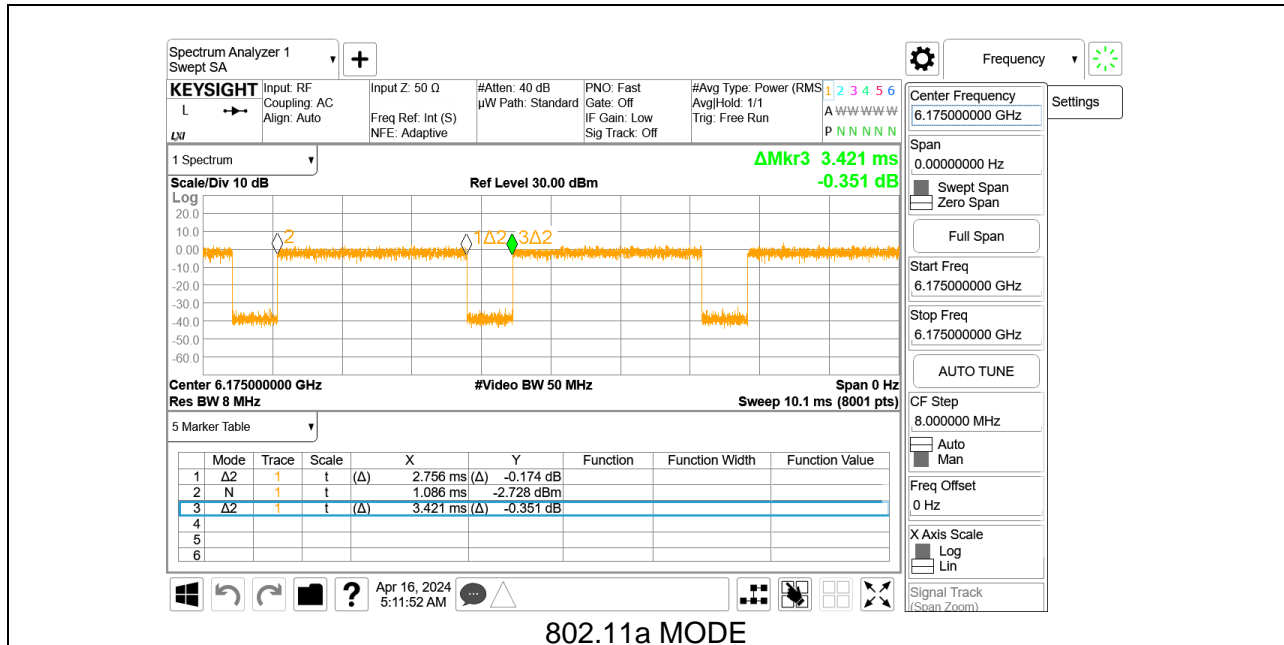 Spectrum Analyzer 1
Swept SA
Frequency
KEYSIGHT
L
LXI
Input: RF
Coupling: AC
Align: Auto
Input Z: 50 Ω
Freq Ref: Int (S)
NFE: Adaptive
#Atten: 40 dB
µW Path: Standard
PNO: Fast
Gate: Off
IF Gain: Low
Sig Track: Off
#Avg Type: Power (RMS
Avg|Hold: 1/1
Trig: Free Run
1 2 3 4 5 6
A W W W W W
P N N N N N
Center Frequency
6.175000000 GHz
Settings
Span
0.00000000 Hz
Swept Span
Zero Span
Full Span
Start Freq
6.175000000 GHz
Stop Freq
6.175000000 GHz
AUTO TUNE
CF Step
8.000000 MHz
Auto
Man
Freq Offset
0 Hz
X Axis Scale
Log
Lin
Signal Track
(Span Zoom)
1 Spectrum
ΔMkr3 3.421 ms
-0.351 dB
Scale/Div 10 dB
Ref Level 30.00 dBm
Log
20.0
10.0
0.00
-10.0
-20.0
-30.0
-40.0
-50.0
-60.0
2
1Δ2
3Δ2
Center 6.175000000 GHz
#Video BW 50 MHz
Span 0 Hz
Res BW 8 MHz
Sweep 10.1 ms (8001 pts)
5 Marker Table
Mode Trace Scale X Y Function Function Width Function Value
1 Δ2 1 t (Δ) 2.756 ms (Δ) -0.174 dB
2 N 1 t 1.086 ms -2.728 dBm
3 Δ2 1 t (Δ) 3.421 ms (Δ) -0.351 dB
4
5
6
?
Apr 16, 2024
5:11:52 AM
802.11a MODE